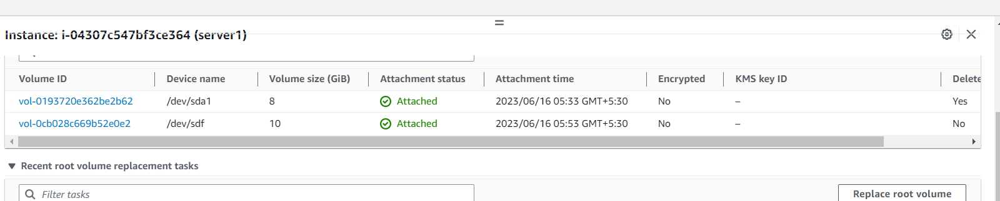 Instance: i-04307c547bf3ce364 (server1)
Volume ID Device name Volume size (GiB) Attachment status Attachment time Encrypted KMS key ID Delete
vol-0193720e362be2b62 /dev/sda1 8 Attached 2023/06/16 05:33 GMT+5:30 No – Yes
vol-0cb028c669b52e0e2 /dev/sdf 10 Attached 2023/06/16 05:53 GMT+5:30 No – No
Recent root volume replacement tasks
Filter tasks Replace root volume